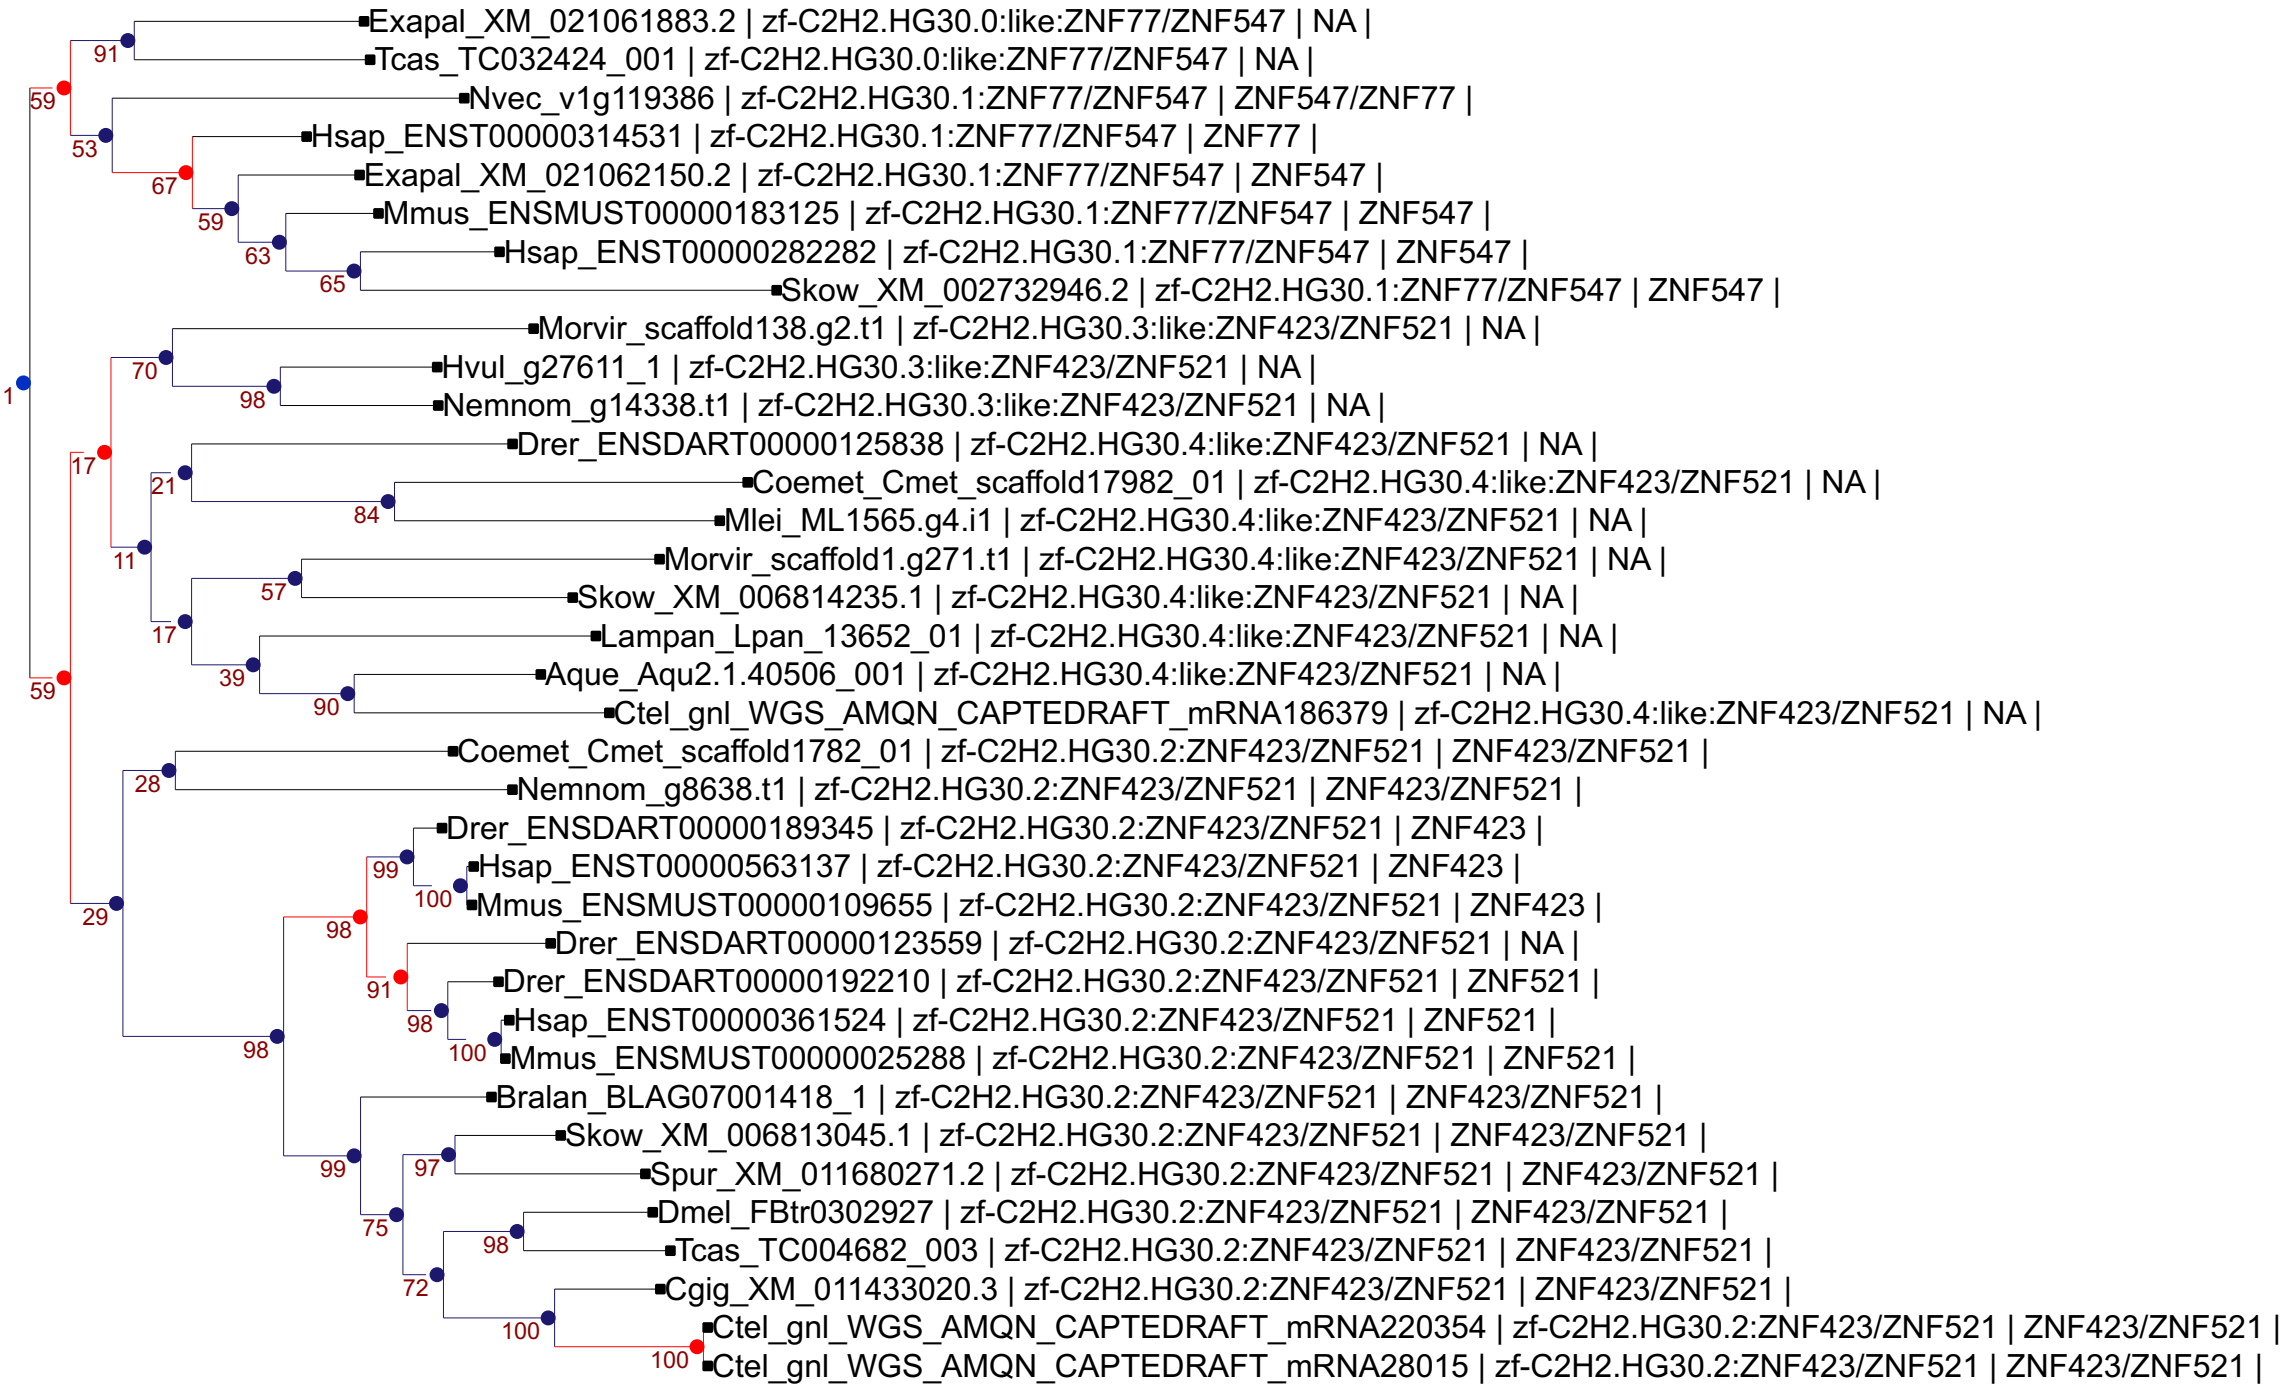 Exapal_XM_021061883.2 | zf-C2H2.HG30.0:like:ZNF77/ZNF547 | NA |
91
Tcas_TC032424_001 | zf-C2H2.HG30.0:like:ZNF77/ZNF547 | NA |
59
Nvec_v1g119386 | zf-C2H2.HG30.1:ZNF77/ZNF547 | ZNF547/ZNF77 |
53
Hsap_ENST00000314531 | zf-C2H2.HG30.1:ZNF77/ZNF547 | ZNF77 |
67
Exapal_XM_021062150.2 | zf-C2H2.HG30.1:ZNF77/ZNF547 | ZNF547 |
59
Mmus_ENSMUST00000183125 | zf-C2H2.HG30.1:ZNF77/ZNF547 | ZNF547 |
63
Hsap_ENST00000282282 | zf-C2H2.HG30.1:ZNF77/ZNF547 | ZNF547 |
65
Skow_XM_002732946.2 | zf-C2H2.HG30.1:ZNF77/ZNF547 | ZNF547 |
Morvir_scaffold138.g2.t1 | zf-C2H2.HG30.3:like:ZNF423/ZNF521 | NA |
70
Hvul_g27611_1 | zf-C2H2.HG30.3:like:ZNF423/ZNF521 | NA |
1
98
Nemnom_g14338.t1 | zf-C2H2.HG30.3:like:ZNF423/ZNF521 | NA |
Drer_ENSDART00000125838 | zf-C2H2.HG30.4:like:ZNF423/ZNF521 | NA |
17
21
Coemet_Cmet_scaffold17982_01 | zf-C2H2.HG30.4:like:ZNF423/ZNF521 | NA |
84
Mlei_ML1565.g4.i1 | zf-C2H2.HG30.4:like:ZNF423/ZNF521 | NA |
11
Morvir_scaffold1.g271.t1 | zf-C2H2.HG30.4:like:ZNF423/ZNF521 | NA |
57
Skow_XM_006814235.1 | zf-C2H2.HG30.4:like:ZNF423/ZNF521 | NA |
17
Lampan_Lpan_13652_01 | zf-C2H2.HG30.4:like:ZNF423/ZNF521 | NA |
39
Aque_Aqu2.1.40506_001 | zf-C2H2.HG30.4:like:ZNF423/ZNF521 | NA |
59
90
Ctel_gnl_WGS_AMQN_CAPTEDRAFT_mRNA186379 | zf-C2H2.HG30.4:like:ZNF423/ZNF521 | NA |
Coemet_Cmet_scaffold1782_01 | zf-C2H2.HG30.2:ZNF423/ZNF521 | ZNF423/ZNF521 |
28
Nemnom_g8638.t1 | zf-C2H2.HG30.2:ZNF423/ZNF521 | ZNF423/ZNF521 |
Drer_ENSDART00000189345 | zf-C2H2.HG30.2:ZNF423/ZNF521 | ZNF423 |
99
Hsap_ENST00000563137 | zf-C2H2.HG30.2:ZNF423/ZNF521 | ZNF423 |
100
Mmus_ENSMUST00000109655 | zf-C2H2.HG30.2:ZNF423/ZNF521 | ZNF423 |
29
98
Drer_ENSDART00000123559 | zf-C2H2.HG30.2:ZNF423/ZNF521 | NA |
91
Drer_ENSDART00000192210 | zf-C2H2.HG30.2:ZNF423/ZNF521 | ZNF521 |
98
Hsap_ENST00000361524 | zf-C2H2.HG30.2:ZNF423/ZNF521 | ZNF521 |
98
100
Mmus_ENSMUST00000025288 | zf-C2H2.HG30.2:ZNF423/ZNF521 | ZNF521 |
Bralan_BLAG07001418_1 | zf-C2H2.HG30.2:ZNF423/ZNF521 | ZNF423/ZNF521 |
Skow_XM_006813045.1 | zf-C2H2.HG30.2:ZNF423/ZNF521 | ZNF423/ZNF521 |
99
97
Spur_XM_011680271.2 | zf-C2H2.HG30.2:ZNF423/ZNF521 | ZNF423/ZNF521 |
Dmel_FBtr0302927 | zf-C2H2.HG30.2:ZNF423/ZNF521 | ZNF423/ZNF521 |
75
98
Tcas_TC004682_003 | zf-C2H2.HG30.2:ZNF423/ZNF521 | ZNF423/ZNF521 |
72
Cgig_XM_011433020.3 | zf-C2H2.HG30.2:ZNF423/ZNF521 | ZNF423/ZNF521 |
100
Ctel_gnl_WGS_AMQN_CAPTEDRAFT_mRNA220354 | zf-C2H2.HG30.2:ZNF423/ZNF521 | ZNF423/ZNF521 |
100
Ctel_gnl_WGS_AMQN_CAPTEDRAFT_mRNA28015 | zf-C2H2.HG30.2:ZNF423/ZNF521 | ZNF423/ZNF521 |